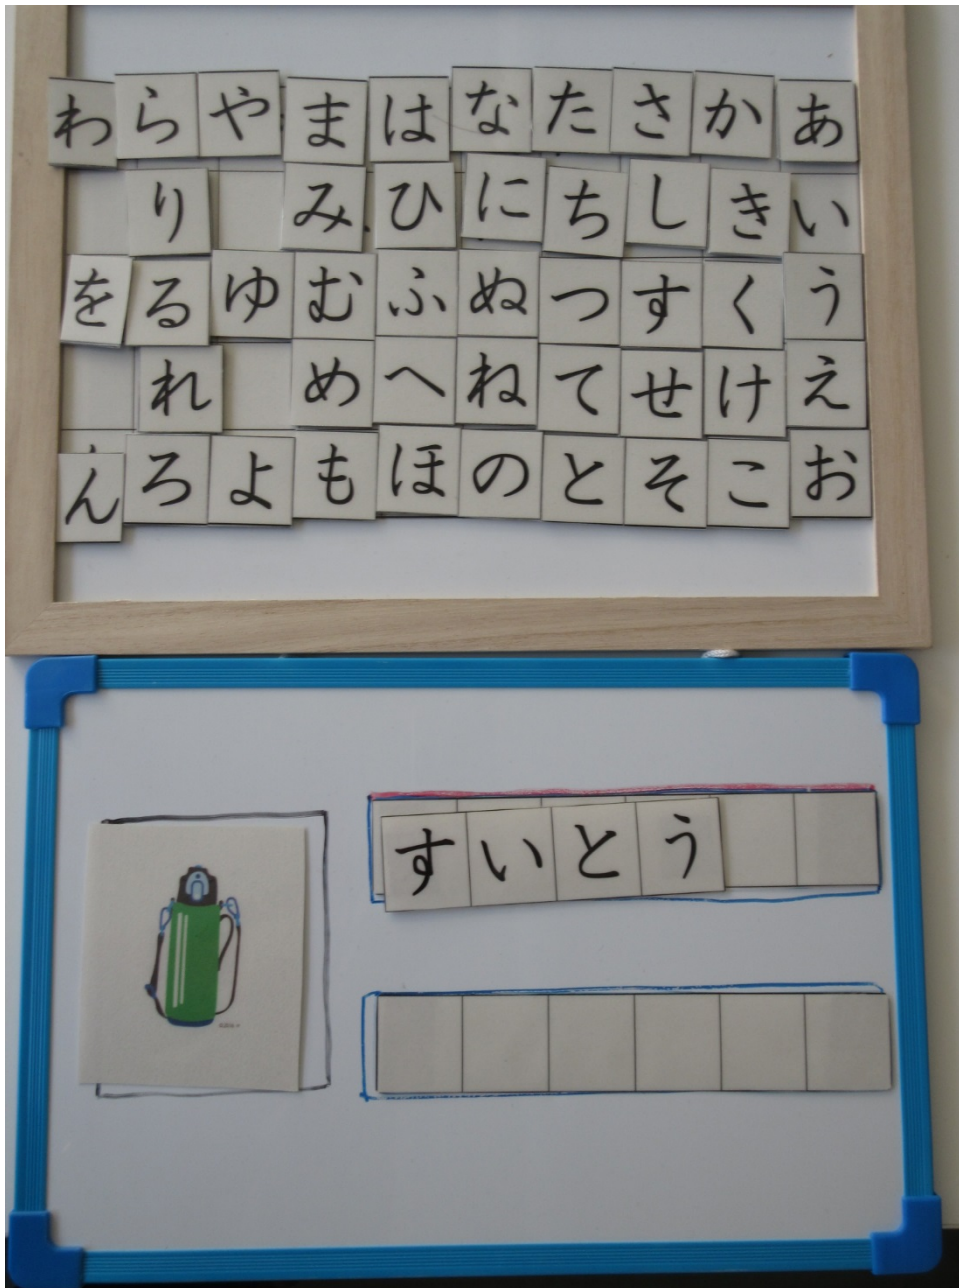 わらやまはなたさかあ
りみひにちしきい
をるゆむふぬつすくう
れめへねてせけえ
んろよもほのとそこお
すいとう